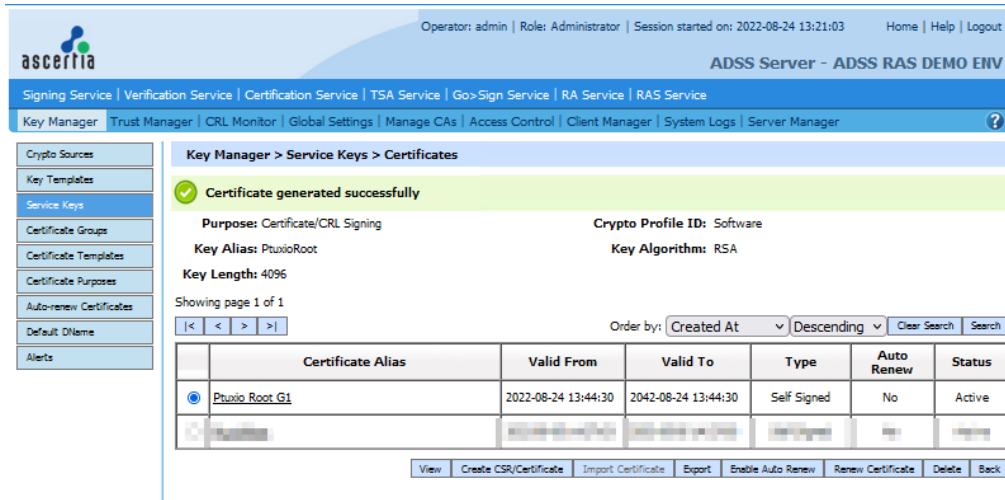 Operator: admin | Role: Administrator | Session started on: 2022-08-24 13:21:03 Home | Help | Logout
ascertia
ADSS Server - ADSS RAS DEMO ENV
Signing Service | Verification Service | Certification Service | TSA Service | Go>Sign Service | RA Service | RAS Service
Key Manager Trust Manager | CRL Monitor | Global Settings | Manage CAs | Access Control | Client Manager | System Logs | Server Manager ?
Crypto Sources
Key Templates
Service Keys
Certificate Groups
Certificate Templates
Certificate Purposes
Auto-renew Certificates
Default DName
Alerts
Key Manager > Service Keys > Certificates
Certificate generated successfully
Purpose: Certificate/CRL Signing Crypto Profile ID: Software
Key Alias: PtuxioRoot Key Algorithm: RSA
Key Length: 4096
Showing page 1 of 1
|< < > >| Order by: Created At Descending Clear Search Search
Certificate Alias Valid From Valid To Type Auto Renew Status
Ptuxio Root G1 2022-08-24 13:44:30 2042-08-24 13:44:30 Self Signed No Active
View Create CSR/Certificate Import Certificate Export Enable Auto Renew Renew Certificate Delete Back